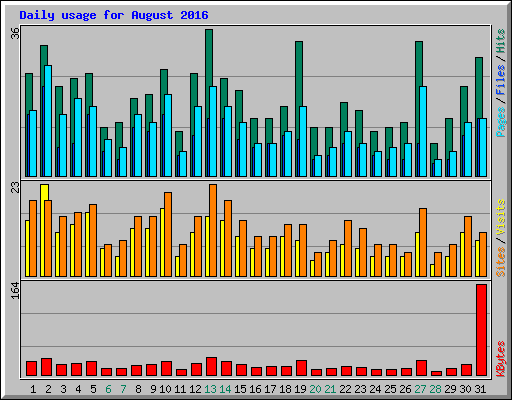 Daily usage for August 2016
36
Pages / Files / Hits
23
Sites / Visits
164
KBytes
1 2 3 4 5 6 7 8 9 10 11 12 13 14 15 16 17 18 19 20 21 22 23 24 25 26 27 28 29 30 31